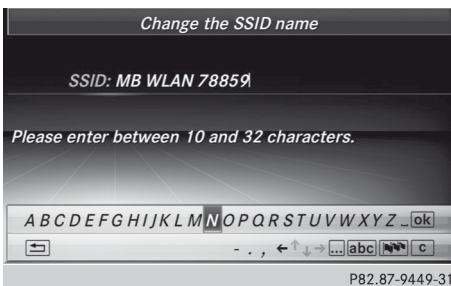 Change the SSID name
SSID: MB WLAN 78859
Please enter between 10 and 32 characters.
A B C D E F G H I J K L M N O P Q R S T U V W X Y Z _ ok
- . , ←↑↓→ ... abc c
P82.87-9449-31